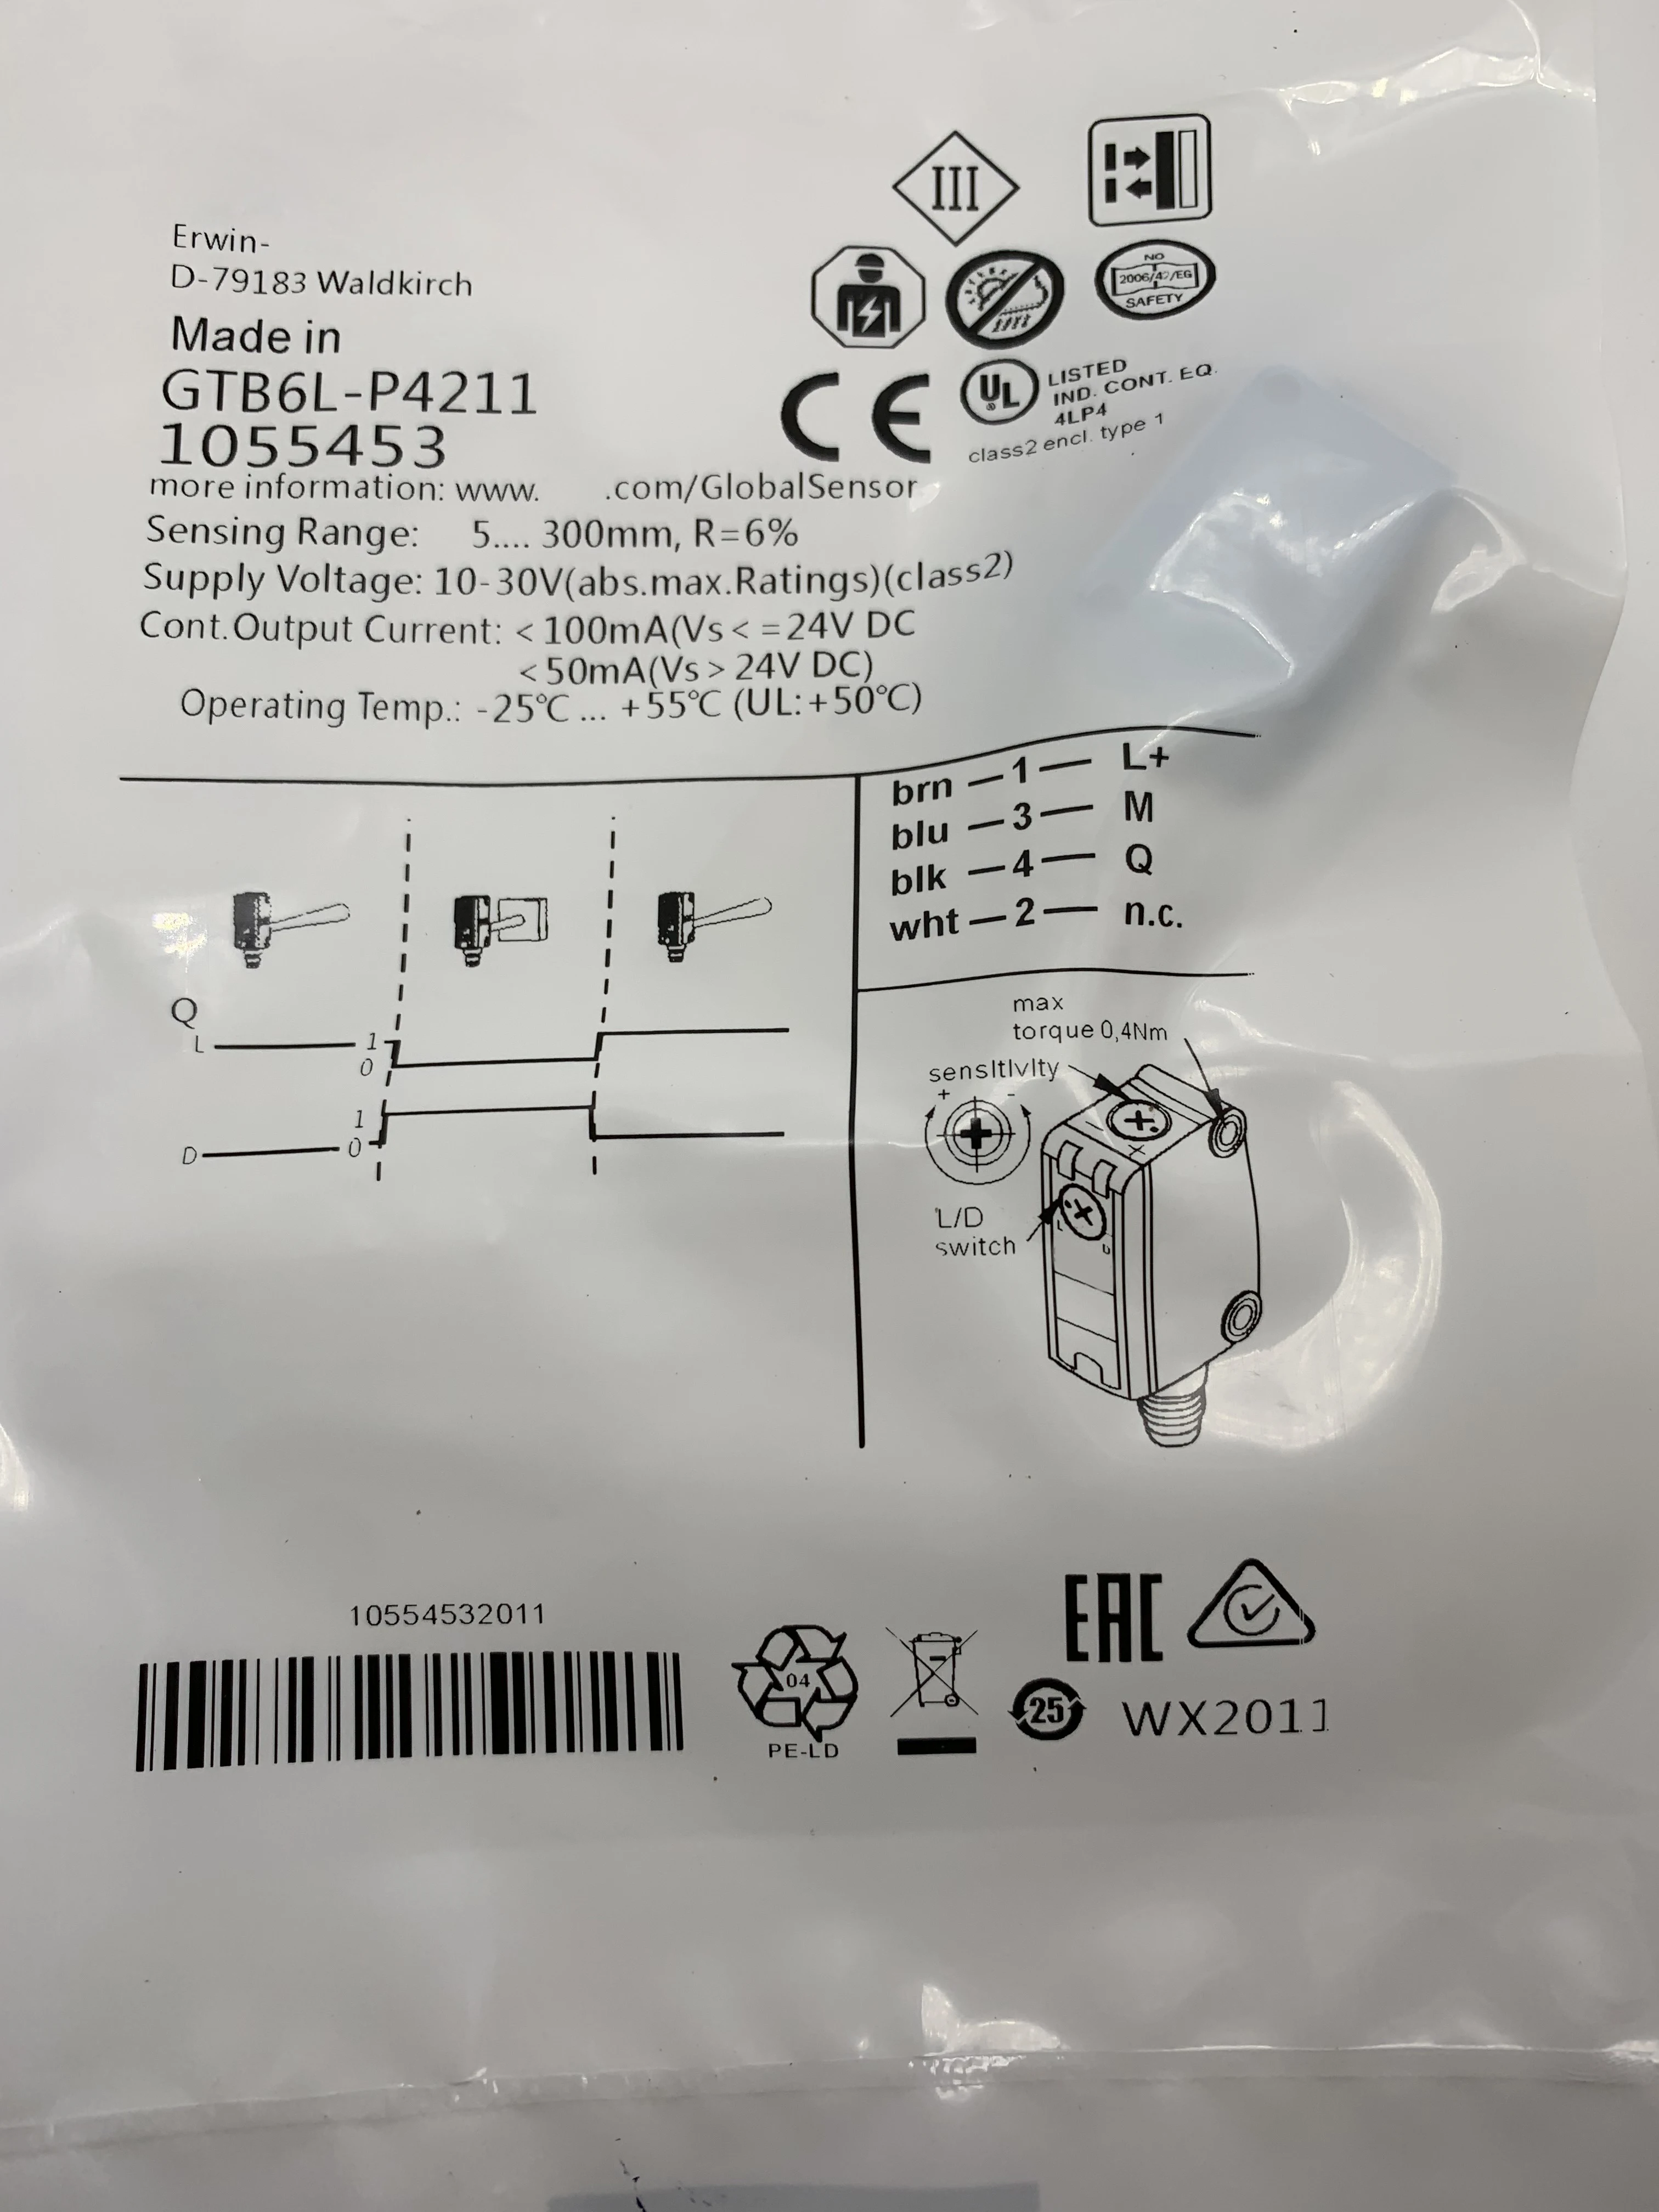 III
Erwin-
D-79183 Waldkirch
Made in
GTB6L-P4211
1055453
NO
2006/42/EG
SAFETY
CE
UL
LISTED
IND. CONT. EQ.
4LP4
class2 encl. type 1
more information: www. .com/GlobalSensor
Sensing Range: 5.... 300mm, R=6%
Supply Voltage: 10-30V(abs.max.Ratings)(class2)
Cont.Output Current: < 100mA(Vs < =24V DC
<50mA(Vs > 24V DC)
Operating Temp.: -25℃ ... +55℃ (UL:+50℃)
brn — 1 — L+
blu — 3 — M
blk — 4 — Q
wht — 2 — n.c.
Q
L 1
0
1
D 0
max
torque 0,4Nm
sensitivity
+ -
L/D
switch
L
D
10554532011
04
PE-LD
EAC
25
WX2011